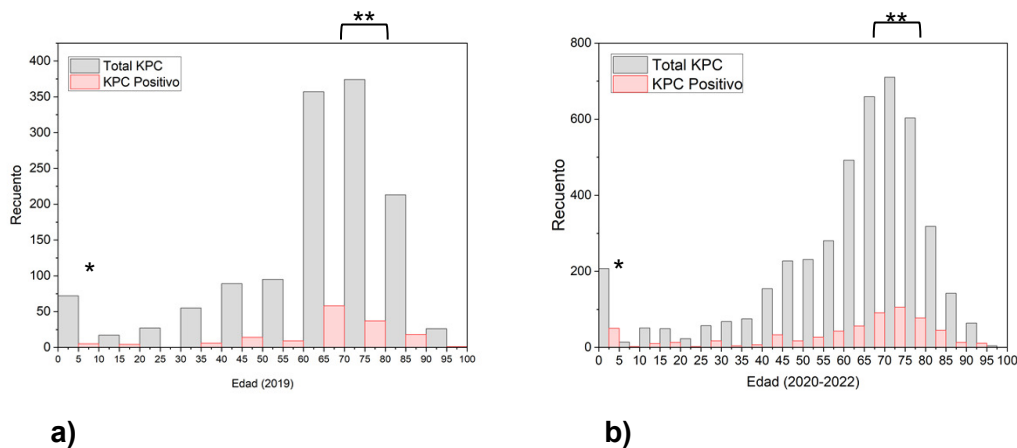 **
Total KPC
KPC Positivo
400
350
300
250
200
150
100
50
0
Recuento
*
0 5 10 15 20 25 30 35 40 45 50 55 60 65 70 75 80 85 90 95 100
Edad (2019)
a)
**
Total KPC
KPC Positivo
800
600
400
200
0
Recuento
*
0 5 10 15 20 25 30 35 40 45 50 55 60 65 70 75 80 85 90 95 100
Edad (2020-2022)
b)